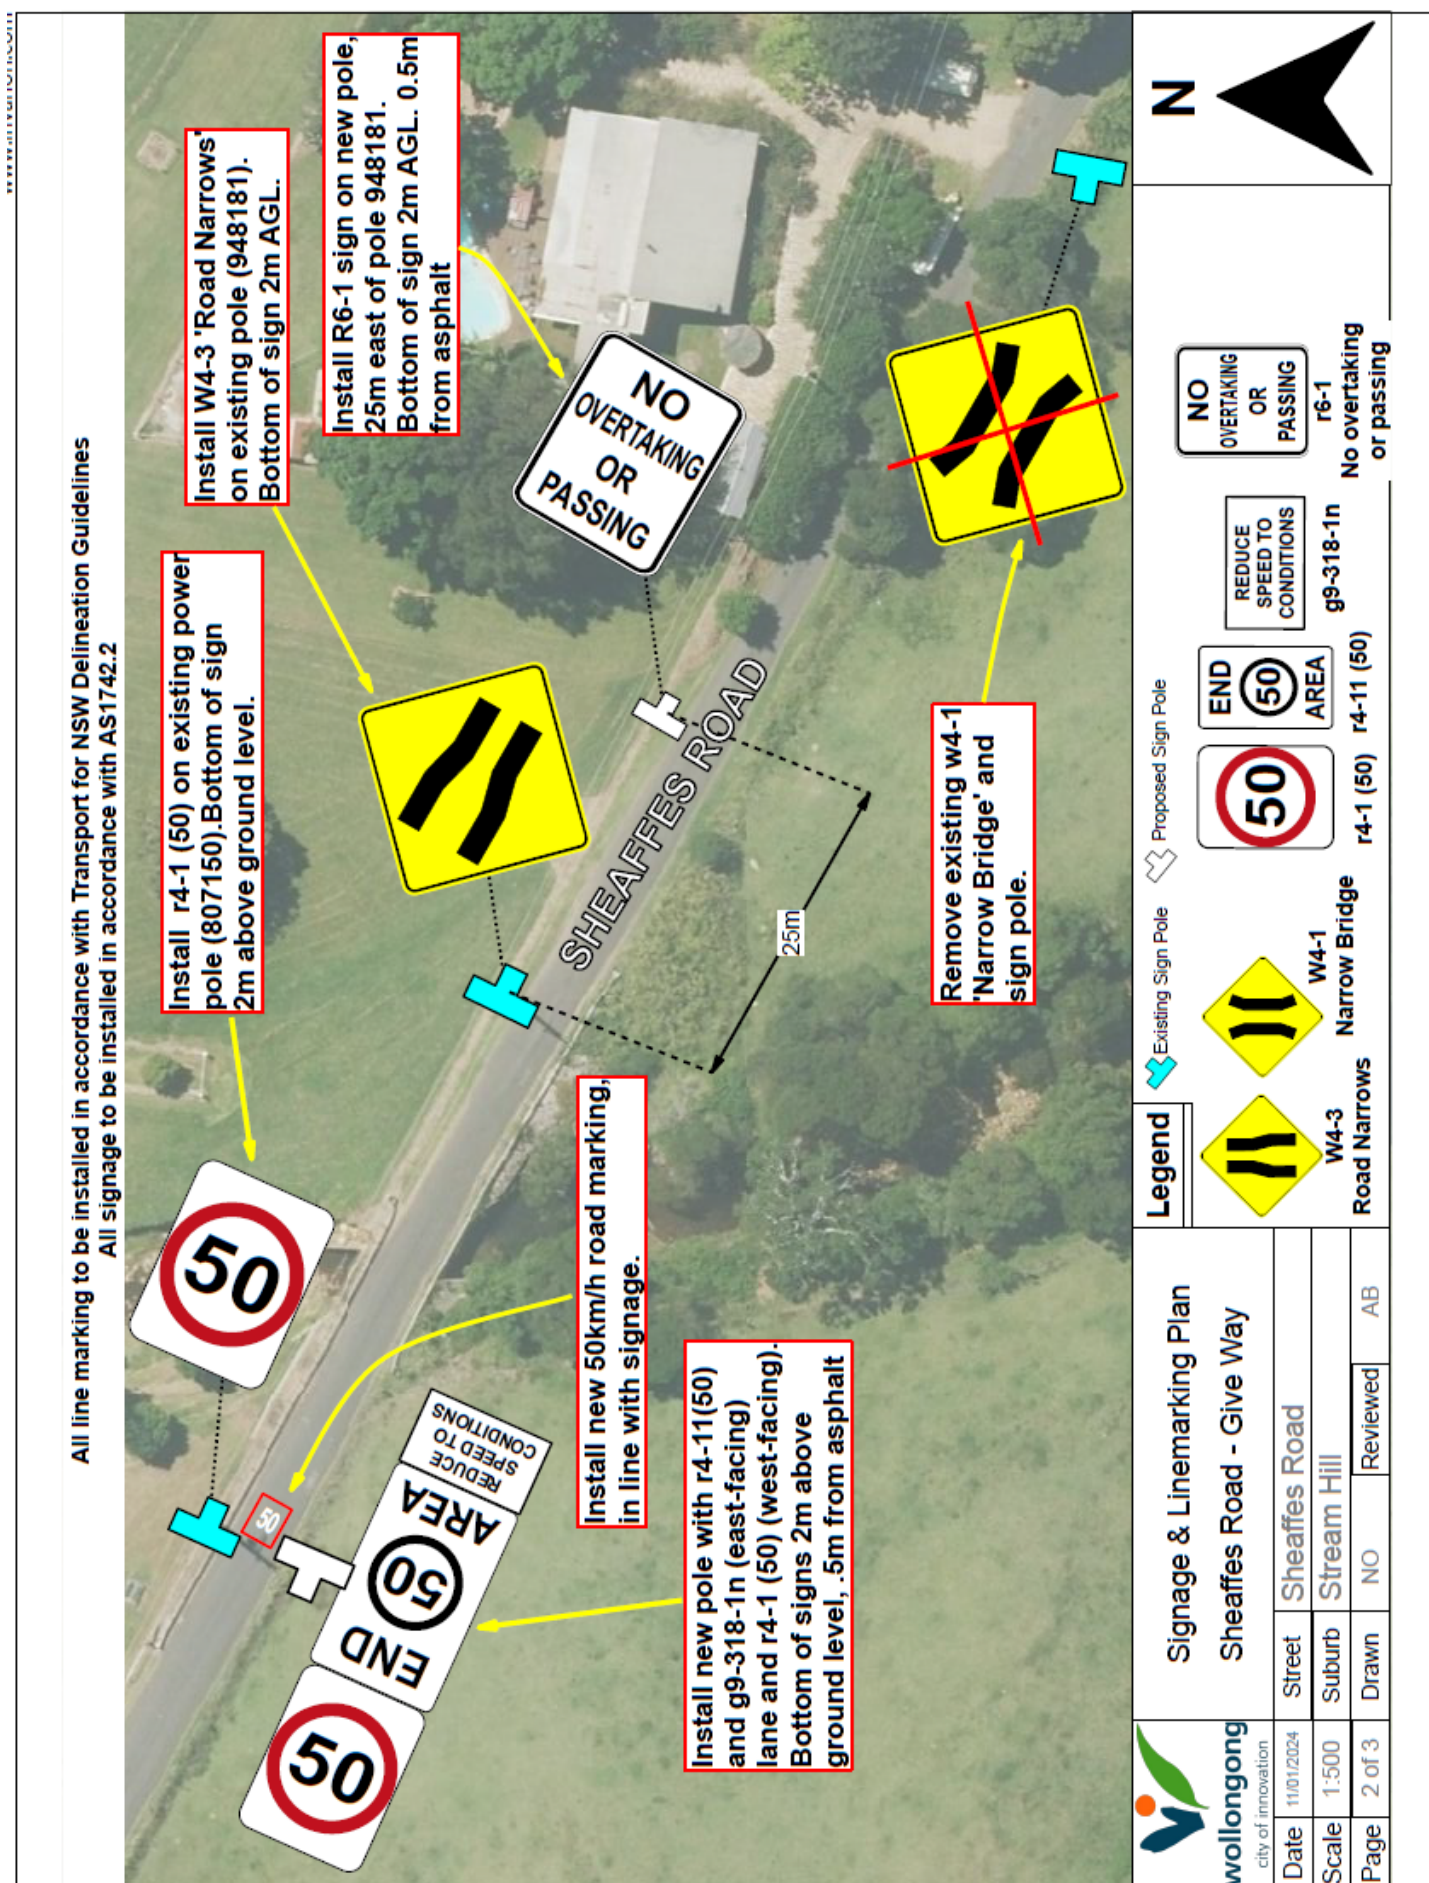 All line marking to be installed in accordance with Transport for NSW Delineation Guidelines
All signage to be installed in accordance with AS1742.2
Install r4-1 (50) on existing power
pole (807150).Bottom of sign
2m above ground level.
Install W4-3 'Road Narrows'
on existing pole (948181).
Bottom of sign 2m AGL.
Install R6-1 sign on new pole,
25m east of pole 948181.
Bottom of sign 2m AGL. 0.5m
from asphalt
50
NO
OVERTAKING
OR
PASSING
SHEAFFES ROAD
50
25m
Install new 50km/h road marking,
in line with signage.
50
END
50
AREA
REDUCE
SPEED TO
CONDITIONS
Install new pole with r4-11(50)
and g9-318-1n (east-facing)
lane and r4-1 (50) (west-facing).
Bottom of signs 2m above
ground level, .5m from asphalt
Remove existing w4-1
'Narrow Bridge' and
sign pole.
wollongong
city of innovation
Date 11/01/2024
Scale 1:500
Page 2 of 3
Signage & Linemarking Plan
Sheaffes Road - Give Way
Street Sheaffes Road
Suburb Stream Hill
Drawn NO Reviewed AB
Legend
Existing Sign Pole
Proposed Sign Pole
W4-3
Road Narrows
W4-1
Narrow Bridge
50
r4-1 (50)
END
50
AREA
r4-11 (50)
REDUCE
SPEED TO
CONDITIONS
g9-318-1n
NO
OVERTAKING
OR
PASSING
r6-1
No overtaking
or passing
N